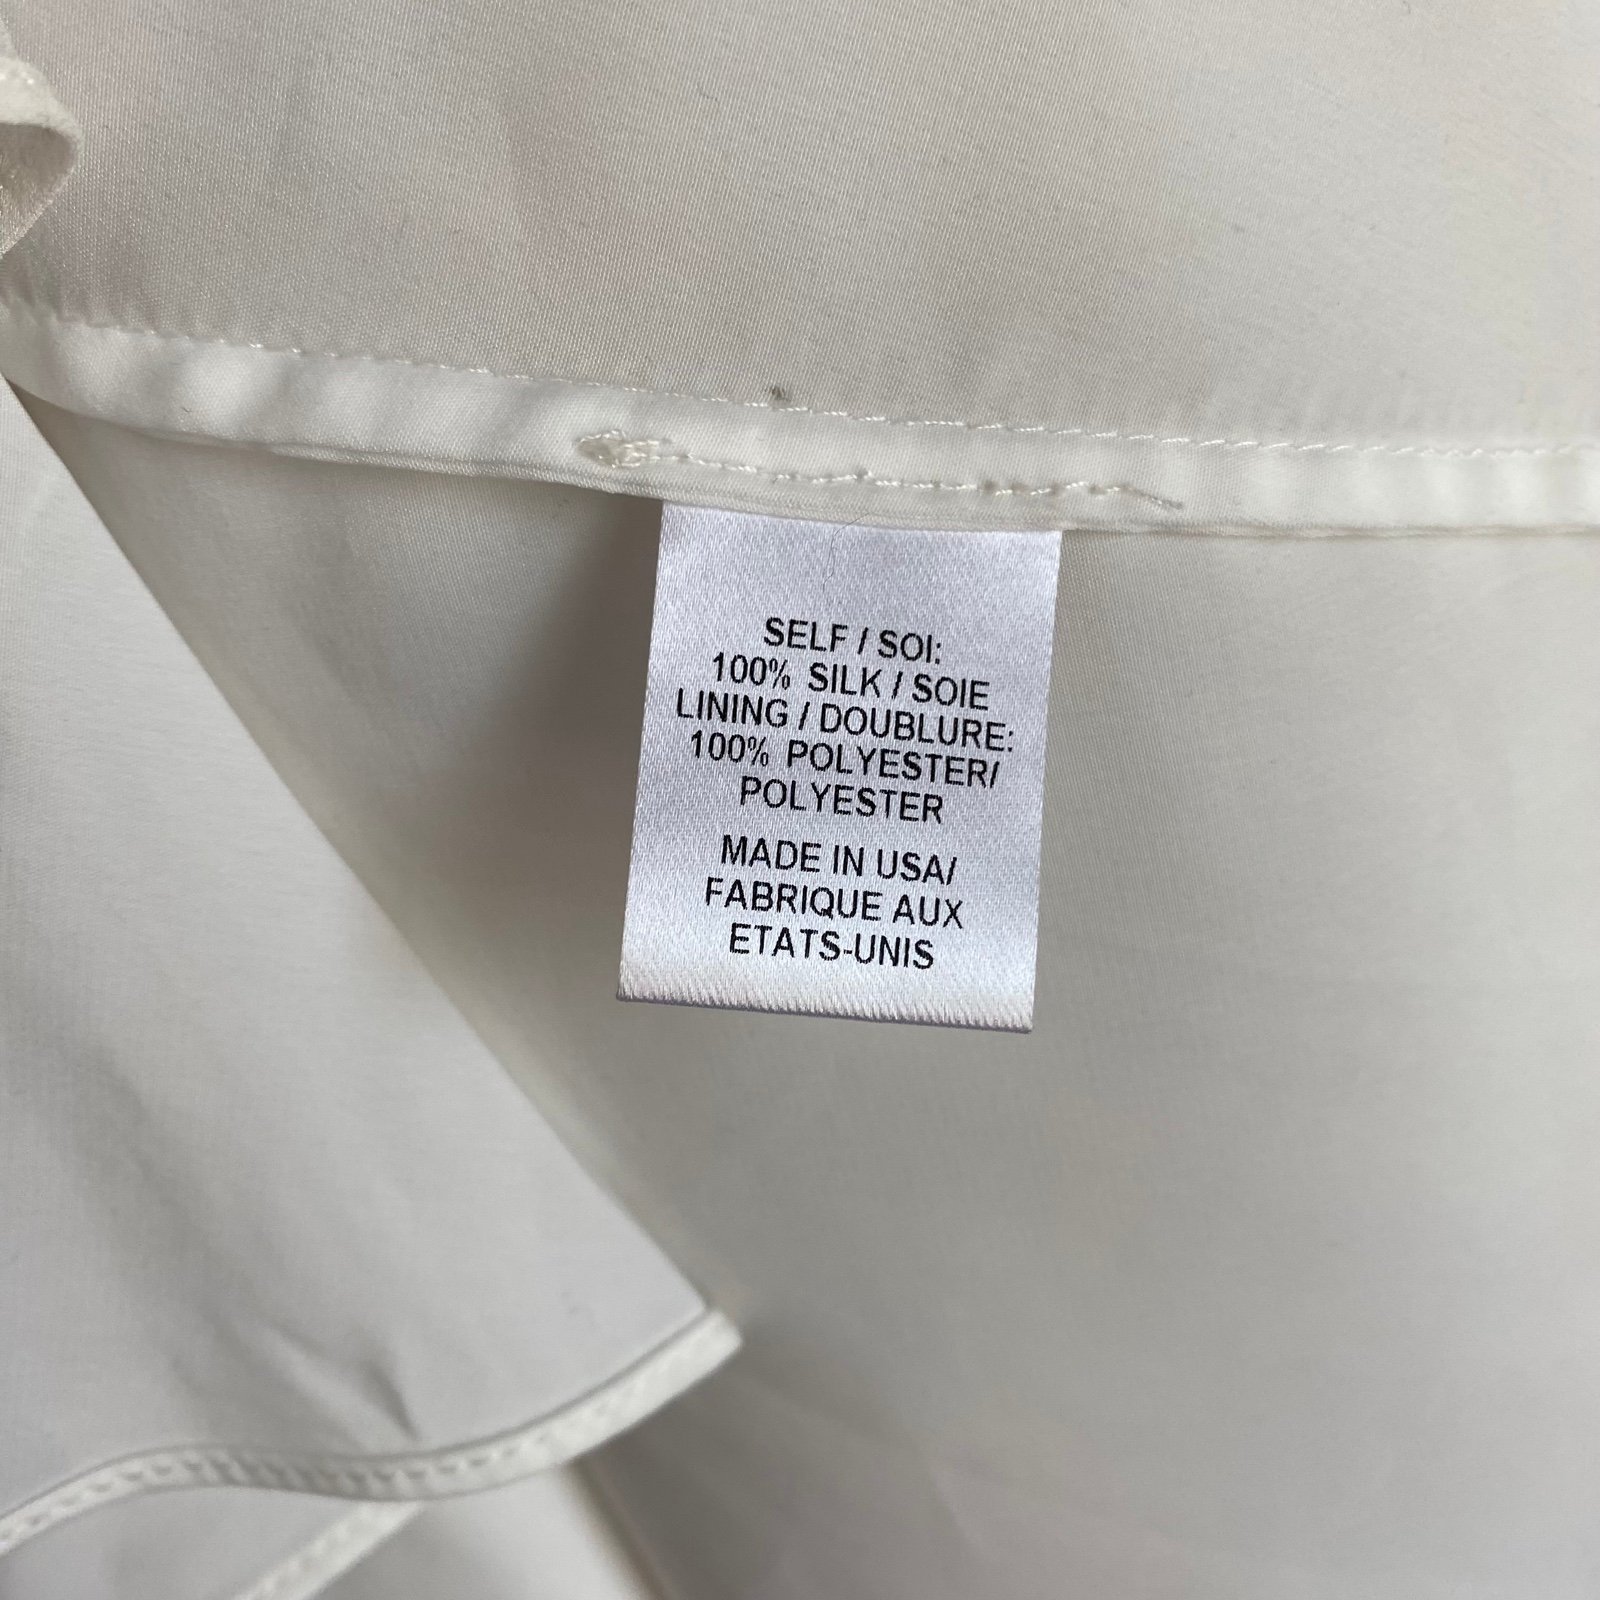 SELF / SOI:
100% SILK / SOIE
LINING / DOUBLURE:
100% POLYESTER/
POLYESTER
MADE IN USA/
FABRIQUE AUX
ETATS-UNIS